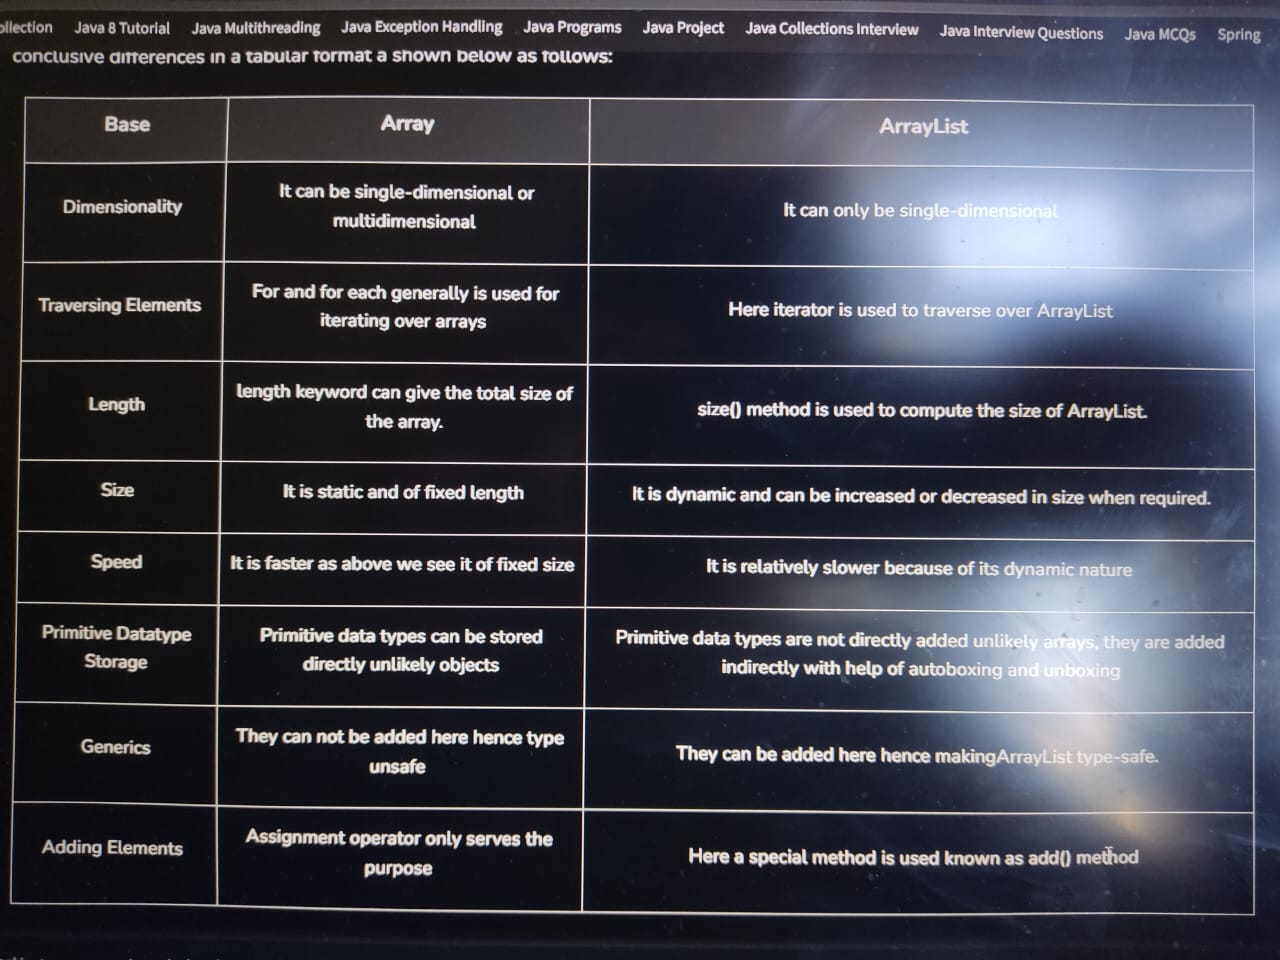 ollection Java 8 Tutorial Java Multithreading Java Exception Handling Java Programs Java Project Java Collections Interview Java Interview Questions Java MCQs Spring
conclusive differences in a tabular format a shown below as follows:
Base Array ArrayList
Dimensionality
It can be single-dimensional or
multidimensional
It can only be single-dimensional
Traversing Elements
For and for each generally is used for
iterating over arrays
Here iterator is used to traverse over ArrayList
Length
length keyword can give the total size of
the array.
size() method is used to compute the size of ArrayList.
Size
It is static and of fixed length
It is dynamic and can be increased or decreased in size when required.
Speed
It is faster as above we see it of fixed size
It is relatively slower because of its dynamic nature
Primitive Datatype
Storage
Primitive data types can be stored
directly unlikely objects
Primitive data types are not directly added unlikely arrays, they are added
indirectly with help of autoboxing and unboxing
Generics
They can not be added here hence type
unsafe
They can be added here hence makingArrayList type-safe.
Adding Elements
Assignment operator only serves the
purpose
Here a special method is used known as add() method